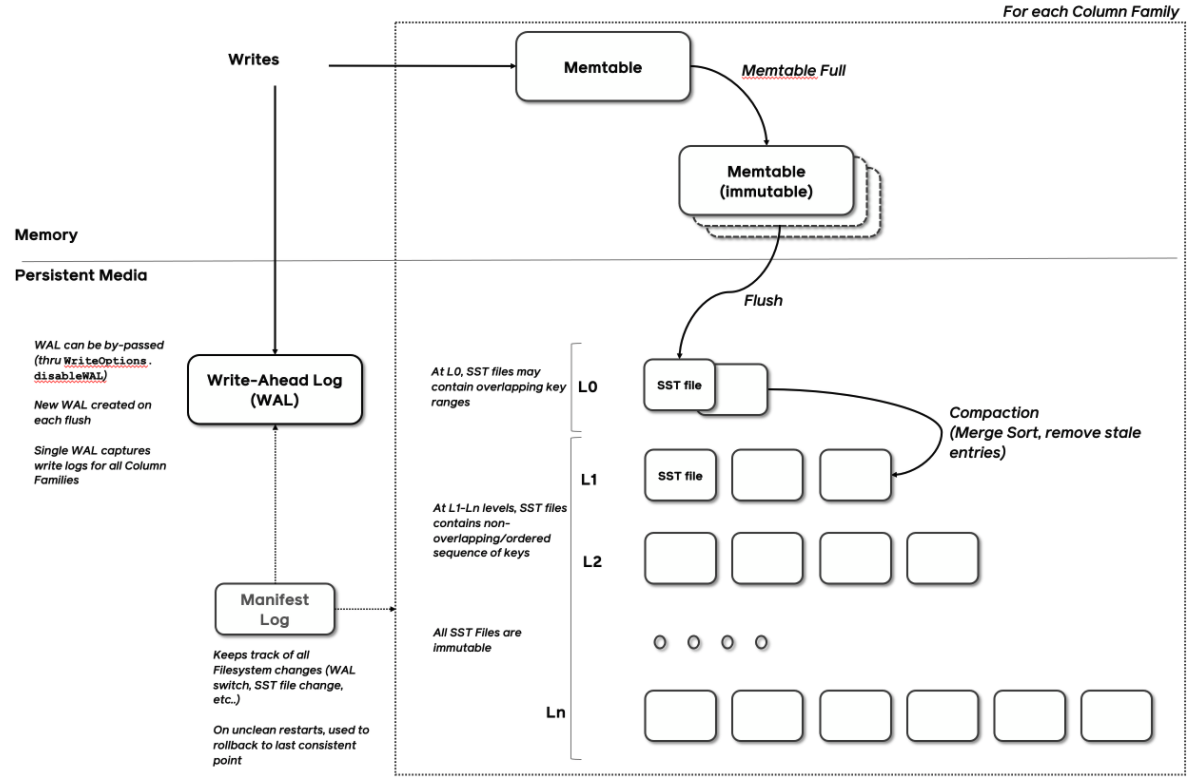 For each Column Family
Writes
Memtable
Memtable Full
Memtable
(immutable)
Memory
Persistent Media
Flush
WAL can be by-passed
(thru WriteOptions.
disableWAL)
New WAL created on
each flush
Single WAL captures
write logs for all Column
Families
Write-Ahead Log
(WAL)
At L0, SST files may
contain overlapping key
ranges
L0
SST file
Compaction
(Merge Sort, remove stale
entries)
L1
SST file
At L1-Ln levels, SST files
contains non-
overlapping/ordered
sequence of keys
L2
Manifest
Log
All SST Files are
immutable
Keeps track of all
Filesystem changes (WAL
switch, SST file change,
etc..)
On unclean restarts, used to
rollback to last consistent
point
Ln